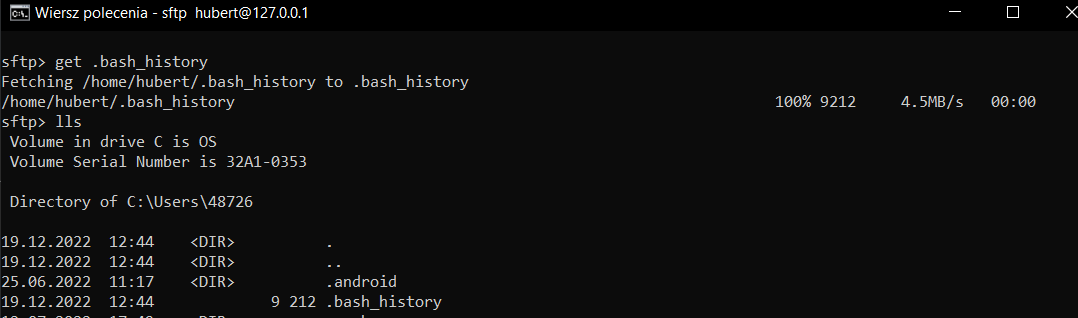 Wiersz polecenia - sftp hubert@127.0.0.1
sftp> get .bash_history
Fetching /home/hubert/.bash_history to .bash_history
/home/hubert/.bash_history 100% 9212 4.5MB/s 00:00
sftp> lls
Volume in drive C is OS
Volume Serial Number is 32A1-0353
Directory of C:\Users\48726
19.12.2022 12:44 <DIR> .
19.12.2022 12:44 <DIR> ..
25.06.2022 11:17 <DIR> .android
19.12.2022 12:44 9 212 .bash_history